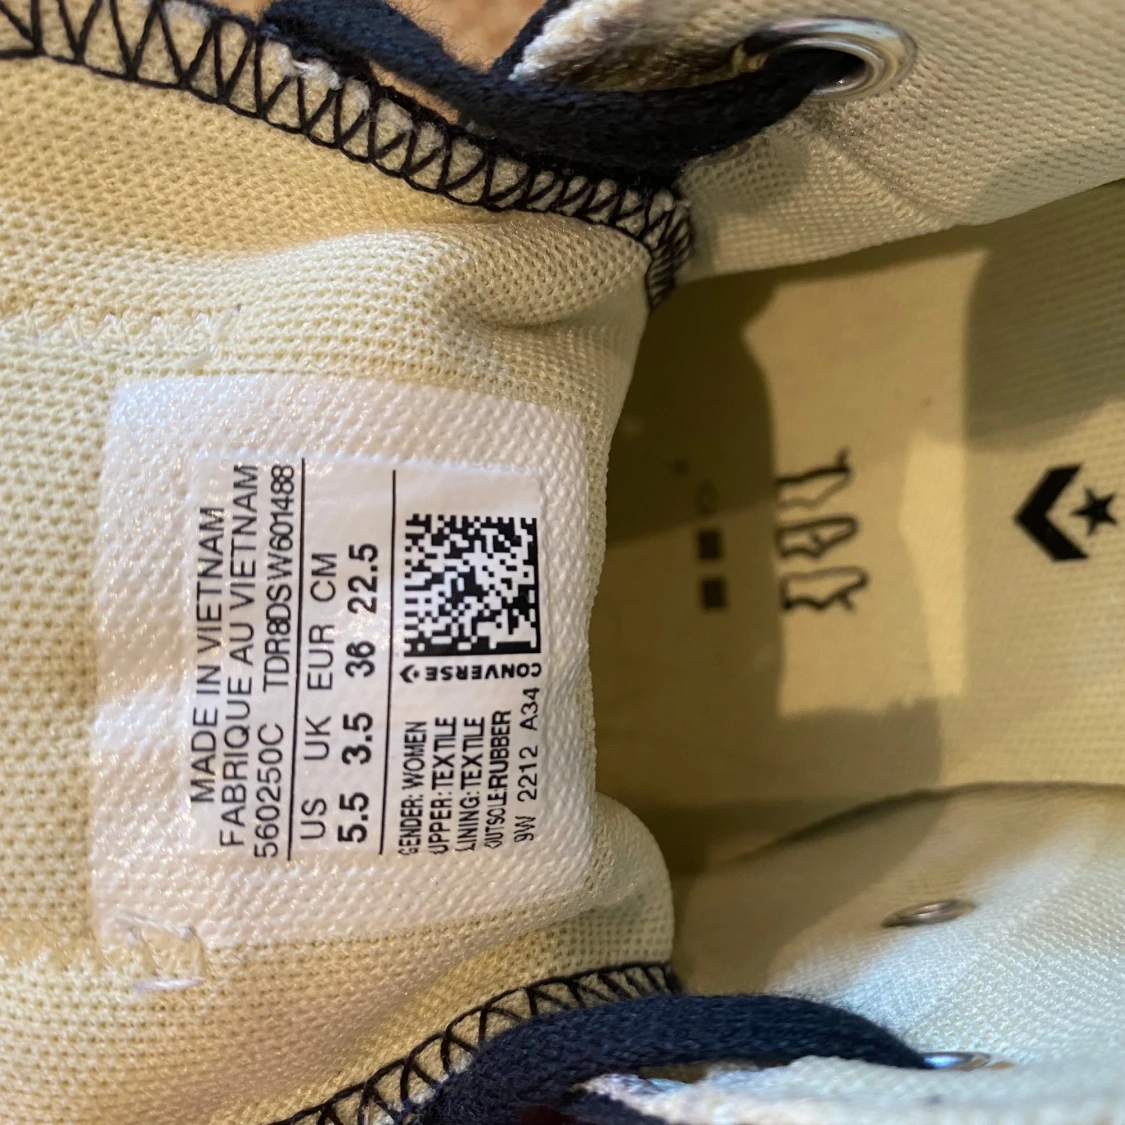 MADE IN VIETNAM
FABRIQUE AU VIETNAM
560250C TDR8DSW601488
US UK EUR CM
5.5 3.5 36 22.5
GENDER: WOMEN
UPPER: TEXTILE
LINING: TEXTILE
OUTSOLE:RUBBER
9W 2212 A34
CONVERSE